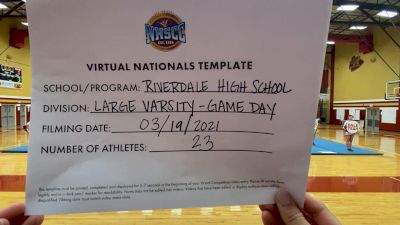 NHSCC
VIRTUAL NATIONALS TEMPLATE
SCHOOL/PROGRAM: RIVERDALE HIGH SCHOOL
DIVISION: LARGE VARSITY - GAME DAY
FILMING DATE: 03/19/2021
NUMBER OF ATHLETES: 23